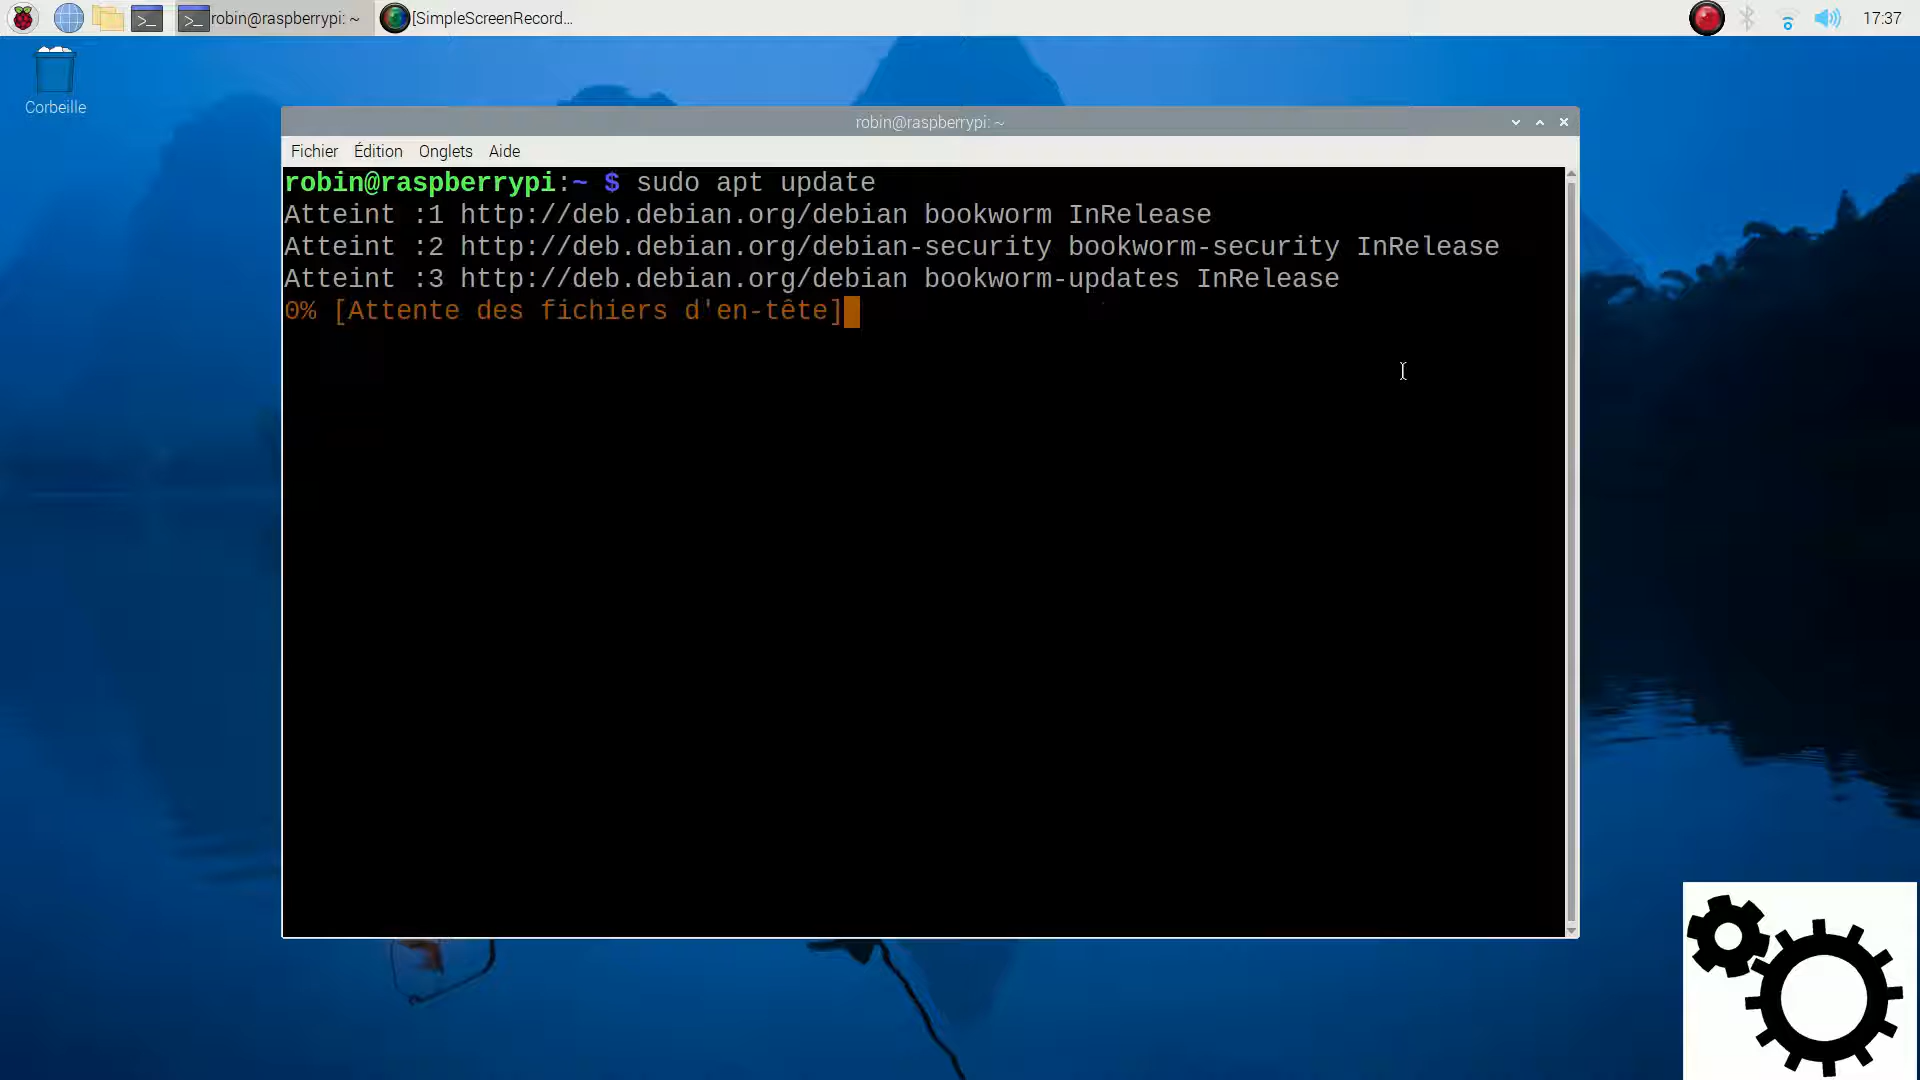 robin@raspberrypi: ~
[SimpleScreenRecord...
17:37
Corbeille
robin@raspberrypi: ~
Fichier Édition Onglets Aide
robin@raspberrypi:~ $ sudo apt update
Atteint :1 http://deb.debian.org/debian bookworm InRelease
Atteint :2 http://deb.debian.org/debian-security bookworm-security InRelease
Atteint :3 http://deb.debian.org/debian bookworm-updates InRelease
0% [Attente des fichiers d'en-tête]